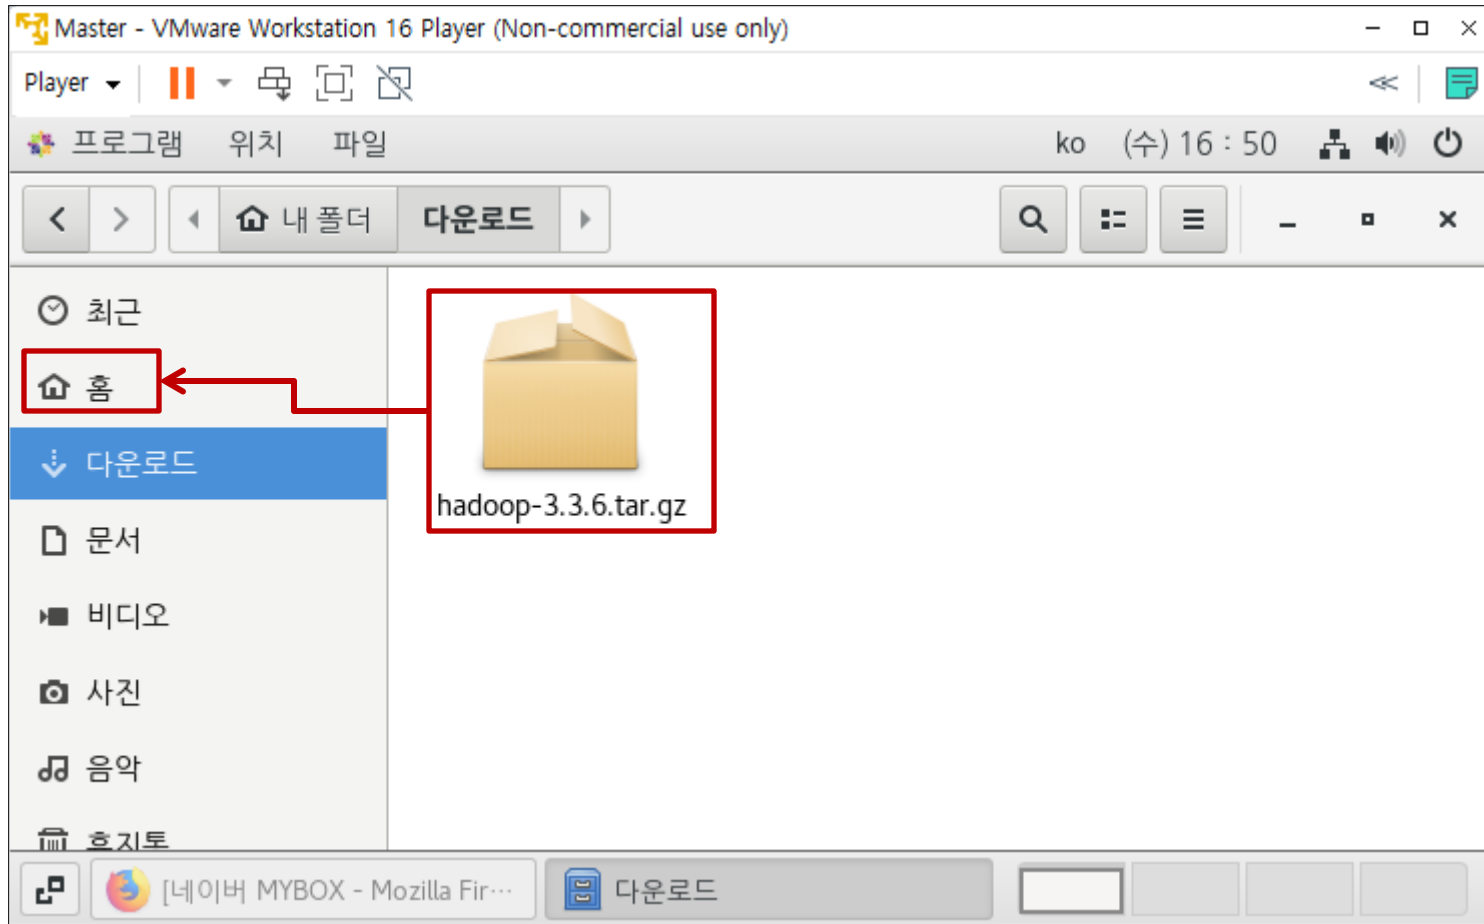 Master - VMware Workstation 16 Player (Non-commercial use only)
Player
프로그램 위치 파일 ko (수) 16 : 50
내 폴더 다운로드
최근
홈
다운로드
hadoop-3.3.6.tar.gz
문서
비디오
사진
음악
휴지통
[네이버 MYBOX - Mozilla Fir… 다운로드